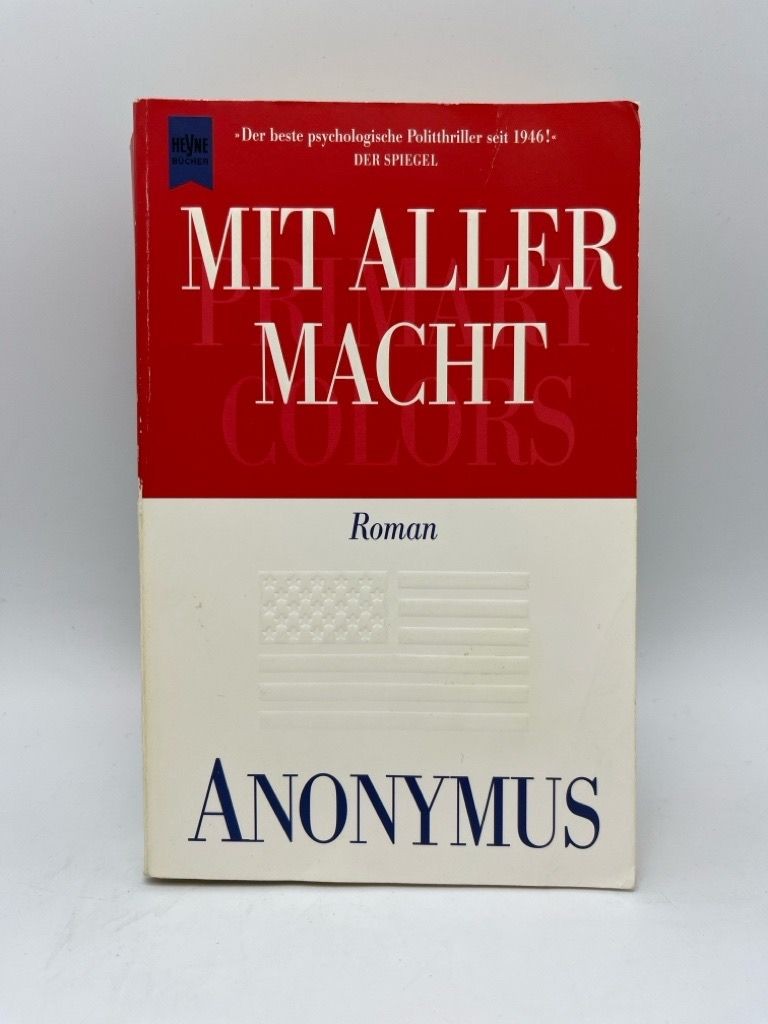 HEYNE
BÜCHER
»Der beste psychologische Politthriller seit 1946!«
DER SPIEGEL
MIT ALLER
PRIMARY
MACHT
COLORS
Roman
ANONYMUS